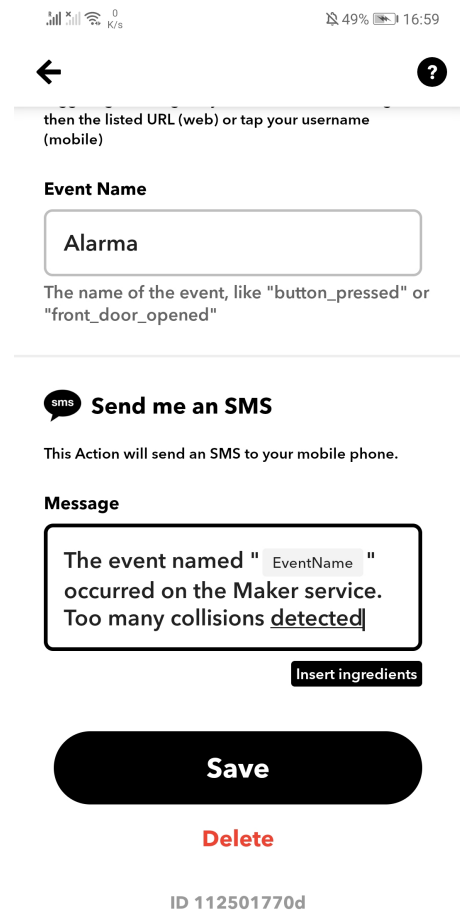 0
K/s
49%
16:59
?
then the listed URL (web) or tap your username
(mobile)
Event Name
Alarma
The name of the event, like "button_pressed" or
"front_door_opened"
sms Send me an SMS
This Action will send an SMS to your mobile phone.
Message
The event named " EventName "
occurred on the Maker service.
Too many collisions detected
Insert ingredients
Save
Delete
ID 112501770d